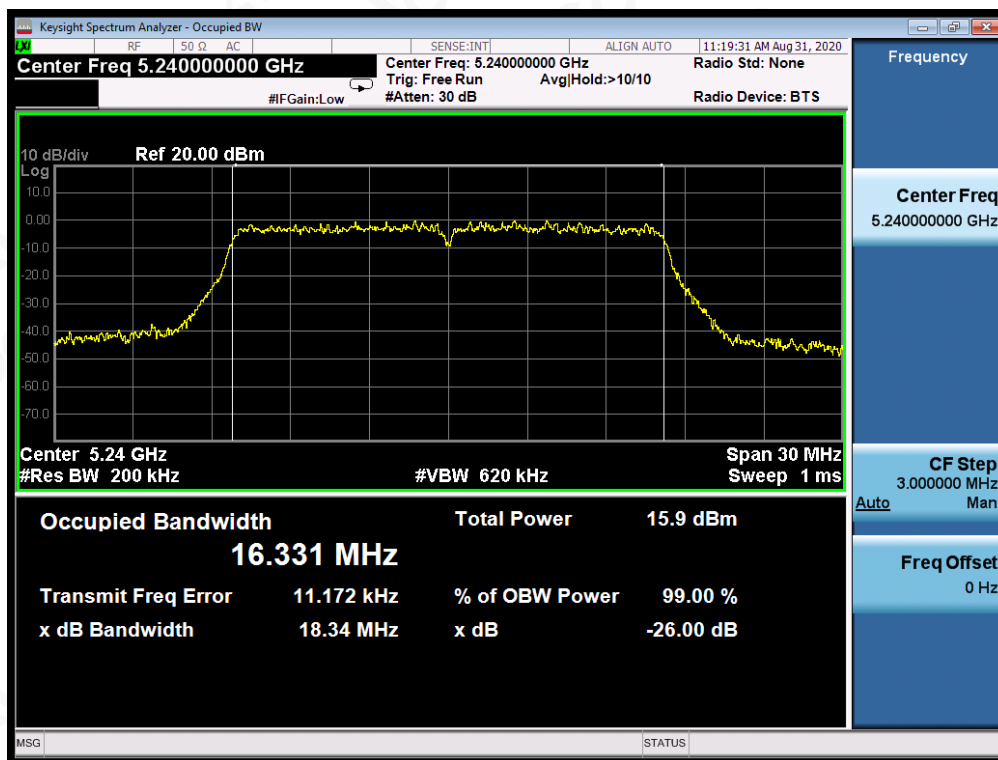 Keysight Spectrum Analyzer - Occupied BW
LXI RF 50 Ω AC SENSE:INT ALIGN AUTO 11:19:31 AM Aug 31, 2020
Center Freq 5.240000000 GHz
Center Freq: 5.240000000 GHz
Radio Std: None
Trig: Free Run Avg|Hold:>10/10
#IFGain:Low #Atten: 30 dB Radio Device: BTS
10 dB/div Ref 20.00 dBm
Log
10.0
0.00
-10.0
-20.0
-30.0
-40.0
-50.0
-60.0
-70.0
Center 5.24 GHz Span 30 MHz
#Res BW 200 kHz #VBW 620 kHz Sweep 1 ms
Occupied Bandwidth Total Power 15.9 dBm
16.331 MHz
Transmit Freq Error 11.172 kHz % of OBW Power 99.00 %
x dB Bandwidth 18.34 MHz x dB -26.00 dB
MSG STATUS
Frequency
Center Freq
5.240000000 GHz
CF Step
3.000000 MHz
Auto Man
Freq Offset
0 Hz